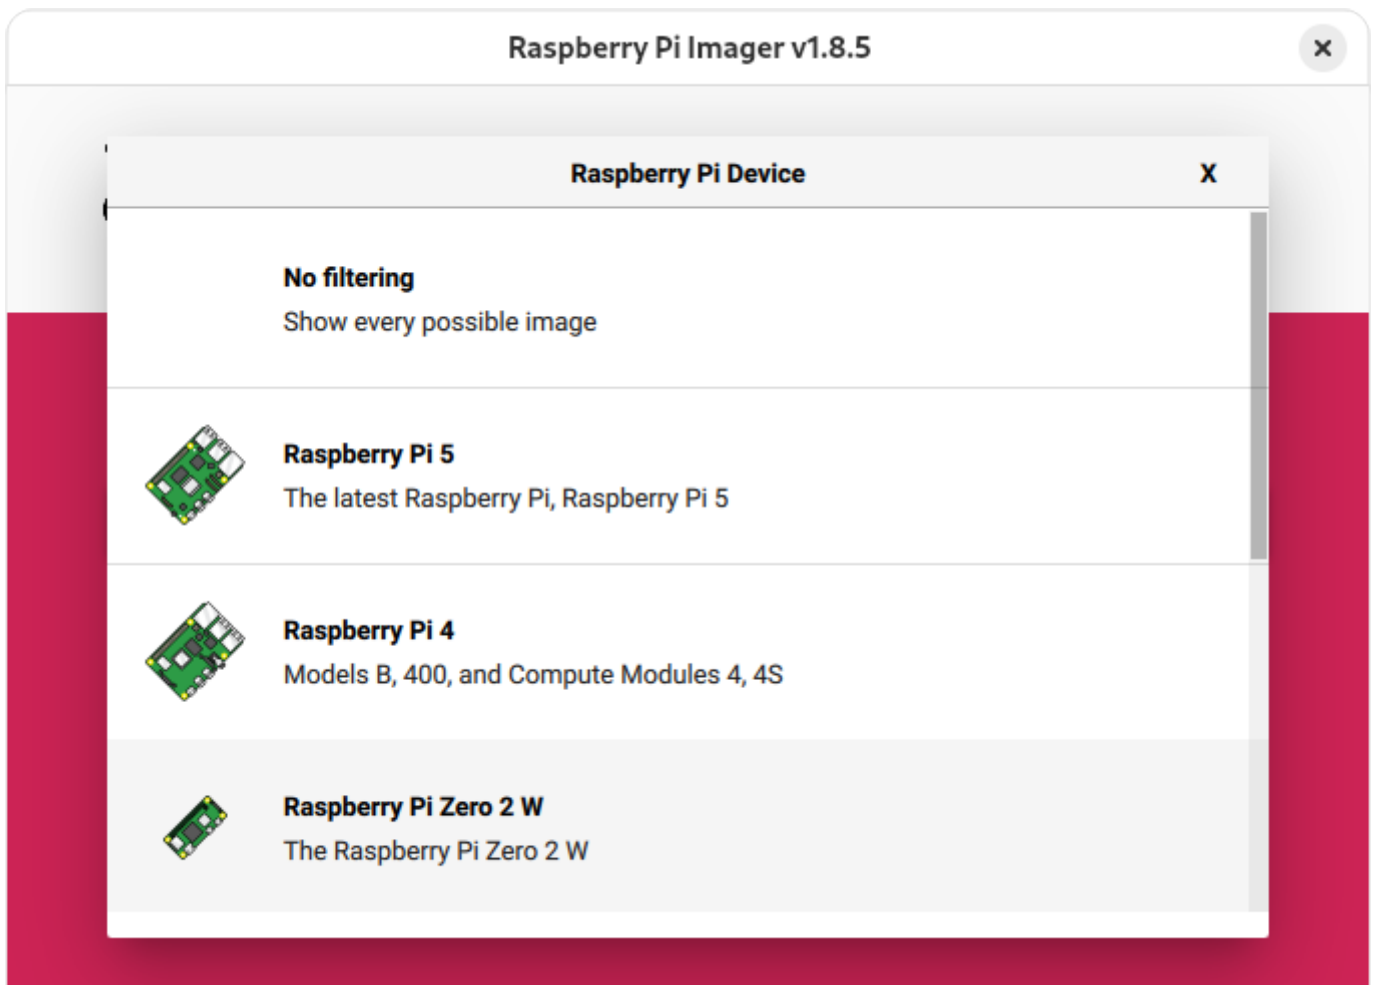 Raspberry Pi Imager v1.8.5
Raspberry Pi Device
X
No filtering
Show every possible image
Raspberry Pi 5
The latest Raspberry Pi, Raspberry Pi 5
Raspberry Pi 4
Models B, 400, and Compute Modules 4, 4S
Raspberry Pi Zero 2 W
The Raspberry Pi Zero 2 W